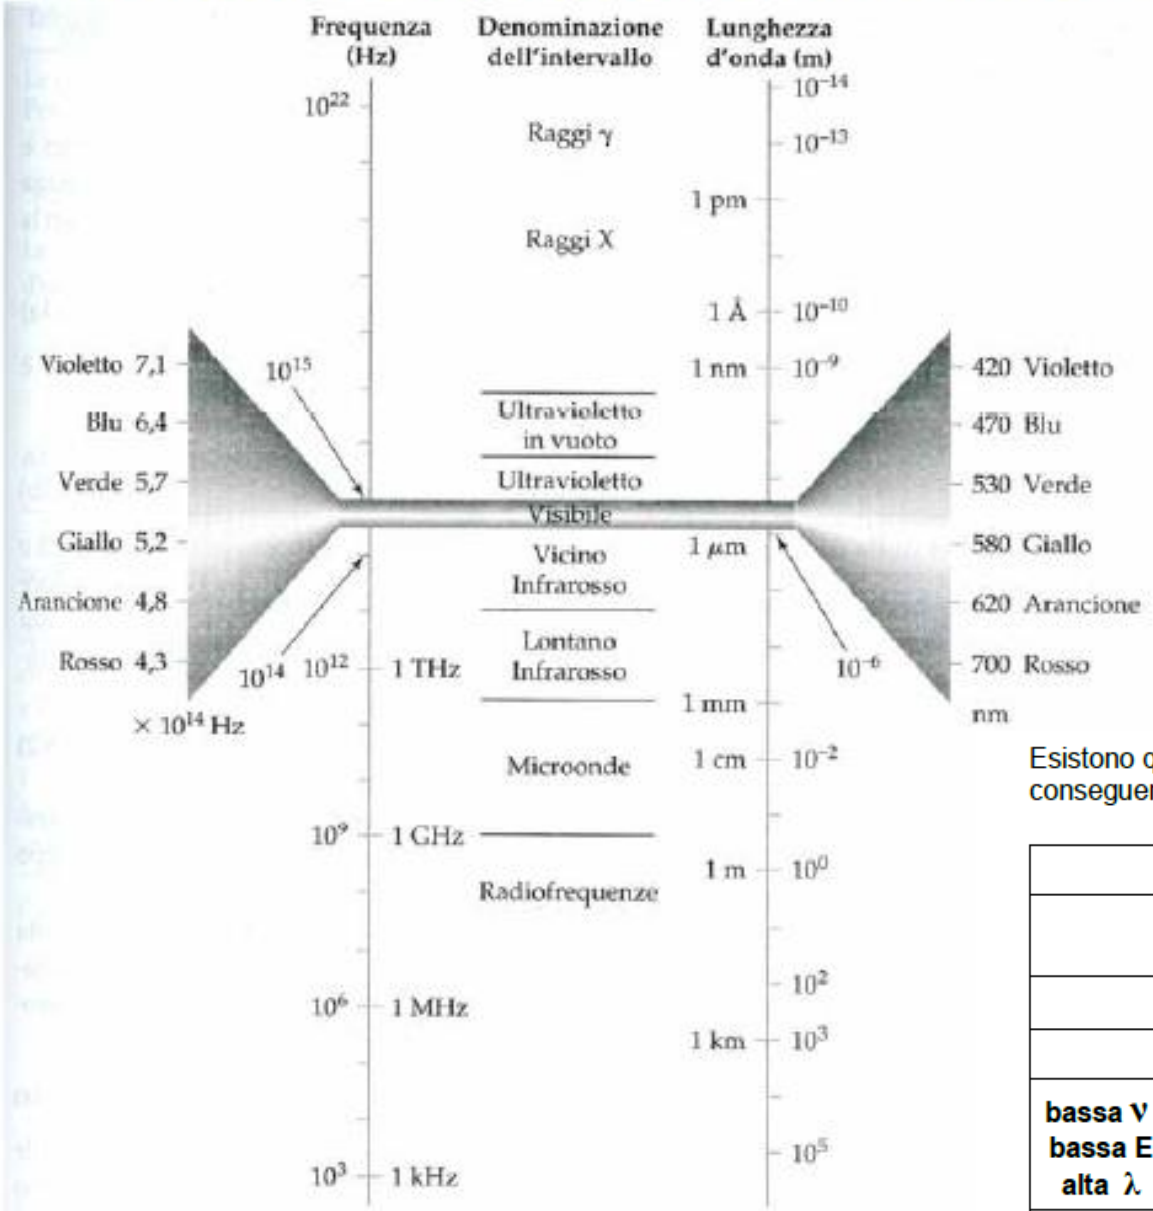 Frequenza
(Hz)
Denominazione
dell'intervallo
Lunghezza
d'onda (m)
10²²
Raggi γ
Raggi X
10⁻¹⁴
10⁻¹³
1 pm
1 Å 10⁻¹⁰
1 nm 10⁻⁹
Violetto 7,1
Blu 6,4
Verde 5,7
Giallo 5,2
Arancione 4,8
Rosso 4,3
× 10¹⁴ Hz
10¹⁵
10¹⁴
Ultravioletto
in vuoto
Ultravioletto
Visibile
Vicino
Infrarosso
Lontano
Infrarosso
Microonde
Radiofrequenze
10¹² 1 THz
10⁹ 1 GHz
10⁶ 1 MHz
10³ 1 kHz
1 μm
10⁻⁶
1 mm
1 cm 10⁻²
1 m 10⁰
10²
1 km 10³
10⁵
420 Violetto
470 Blu
530 Verde
580 Giallo
620 Arancione
700 Rosso
nm
Esistono
bassa ν
bassa E
alta λ